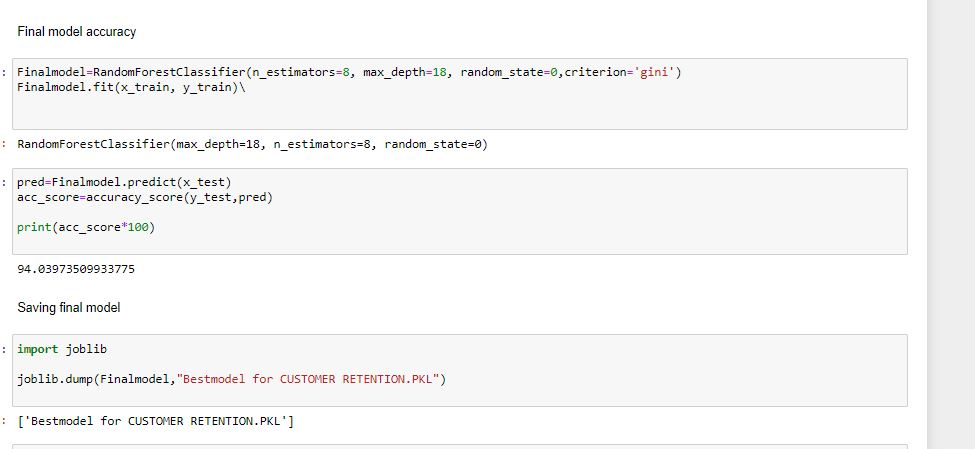 Final model accuracy
: Finalmodel=RandomForestClassifier(n_estimators=8, max_depth=18, random_state=0,criterion='gini')
Finalmodel.fit(x_train, y_train)\
: RandomForestClassifier(max_depth=18, n_estimators=8, random_state=0)
: pred=Finalmodel.predict(x_test)
acc_score=accuracy_score(y_test,pred)
print(acc_score*100)
94.03973509933775
Saving final model
: import joblib
joblib.dump(Finalmodel,"Bestmodel for CUSTOMER RETENTION.PKL")
: ['Bestmodel for CUSTOMER RETENTION.PKL']